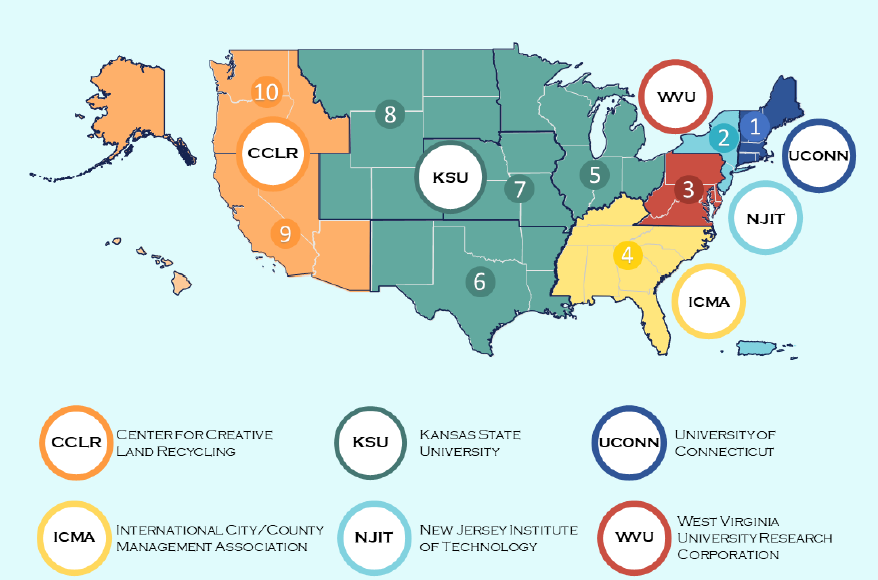 WVU
10
1
8
2
CCLR
UCONN
KSU
5
7
3
NJIT
9
4
6
ICMA
CCLR
CENTER FOR CREATIVE
LAND RECYCLING
KSU
KANSAS STATE
UNIVERSITY
UCONN
UNIVERSITY OF
CONNECTICUT
ICMA
INTERNATIONAL CITY/COUNTY
MANAGEMENT ASSOCIATION
NJIT
NEW JERSEY INSTITUTE
OF TECHNOLOGY
WVU
WEST VIRGINIA
UNIVERSITY RESEARCH
CORPORATION